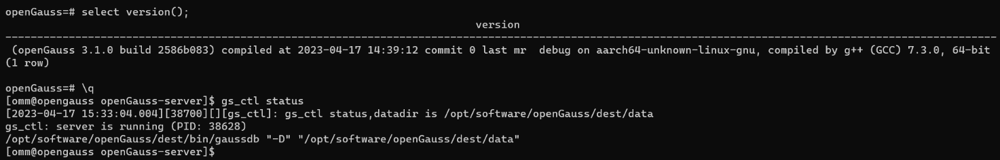 openGauss=# select version();
version
------------------------------------------------------------------------------------------------------------------------------------------------------------------
(openGauss 3.1.0 build 2586b083) compiled at 2023-04-17 14:39:12 commit 0 last mr  debug on aarch64-unknown-linux-gnu, compiled by g++ (GCC) 7.3.0, 64-bit
(1 row)
openGauss=# \q
[omm@opengauss openGauss-server]$ gs_ctl status
[2023-04-17 15:33:04.004][38700][][gs_ctl]: gs_ctl status,datadir is /opt/software/openGauss/dest/data
gs_ctl: server is running (PID: 38628)
/opt/software/openGauss/dest/bin/gaussdb "-D" "/opt/software/openGauss/dest/data"
[omm@opengauss openGauss-server]$